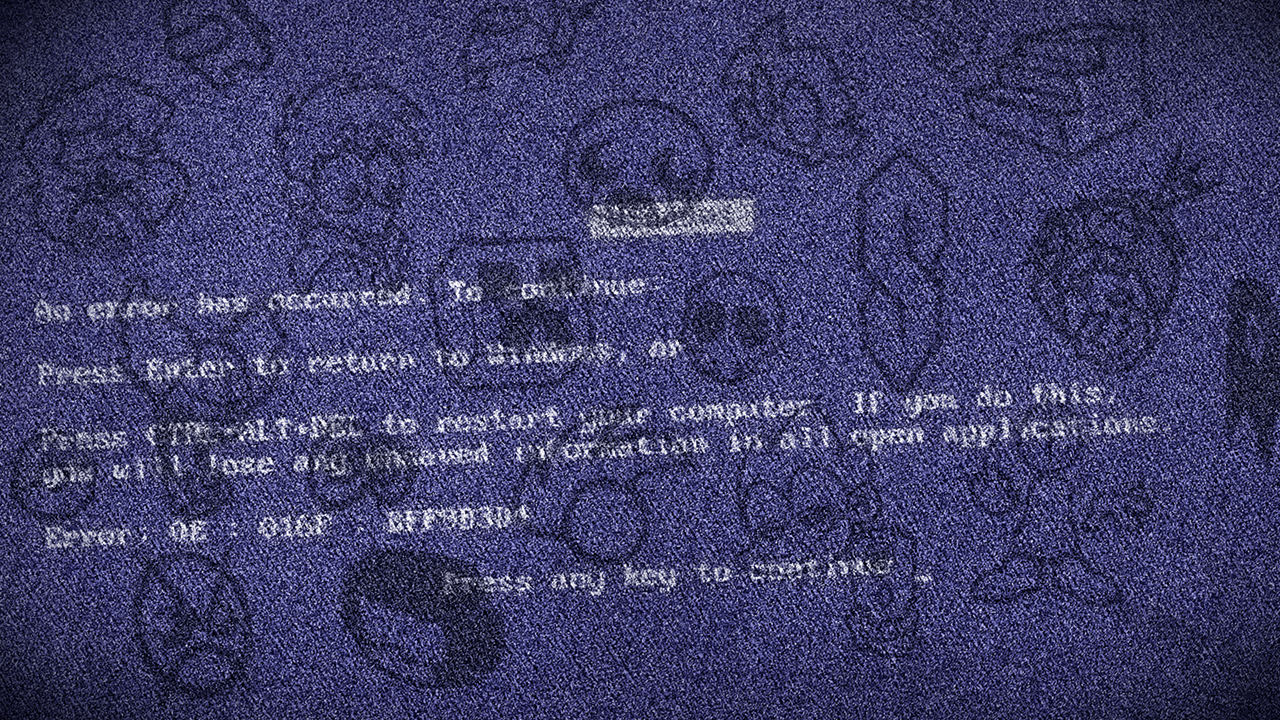 An error has occurred. To continue:
Press Enter to return to Windows, or
Press CTRL+ALT+DEL to restart your computer. If you do this,
you will lose any unsaved information in all open applications.
Error: 0E : 016F :
Press any key to continue _